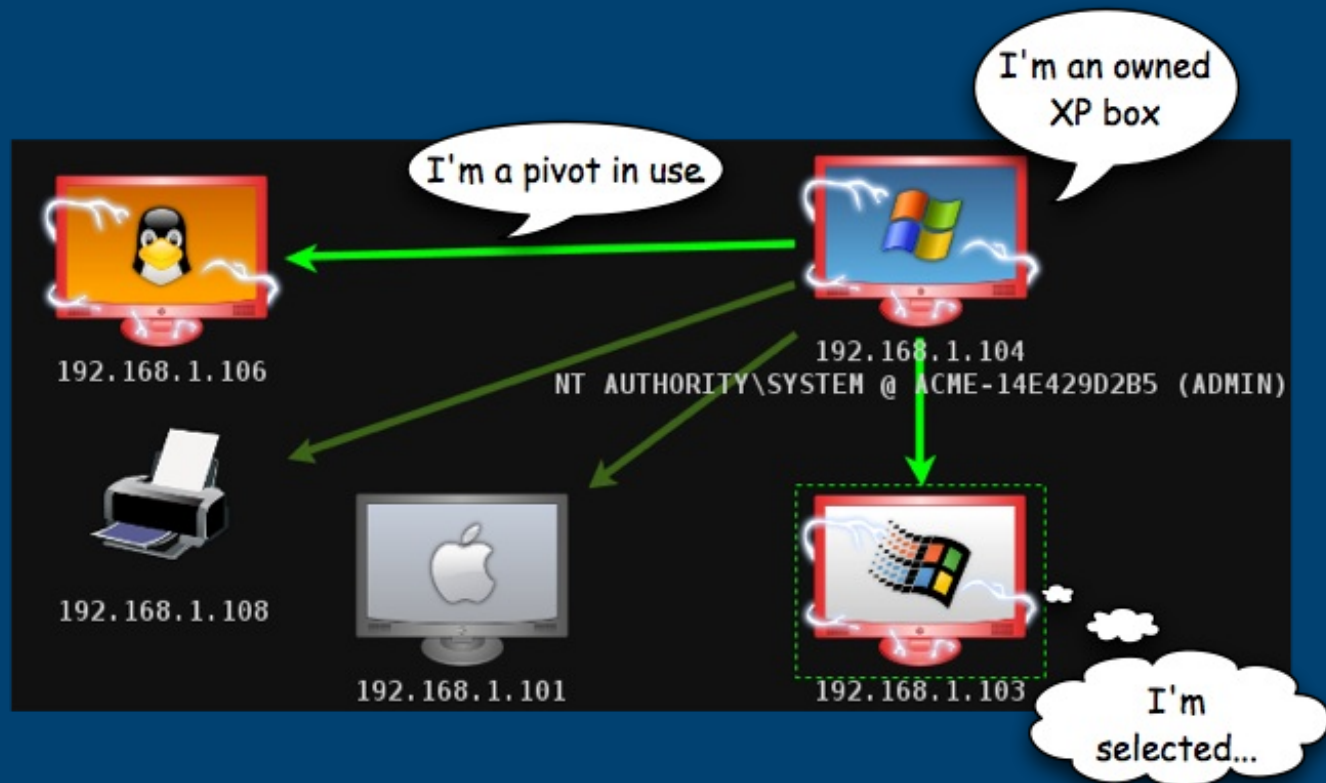 I'm an owned
XP box
I'm a pivot in use
192.168.1.106
192.168.1.104
NT AUTHORITY\SYSTEM @ ACME-14E429D2B5 (ADMIN)
192.168.1.108
192.168.1.101
192.168.1.103
I'm
selected...